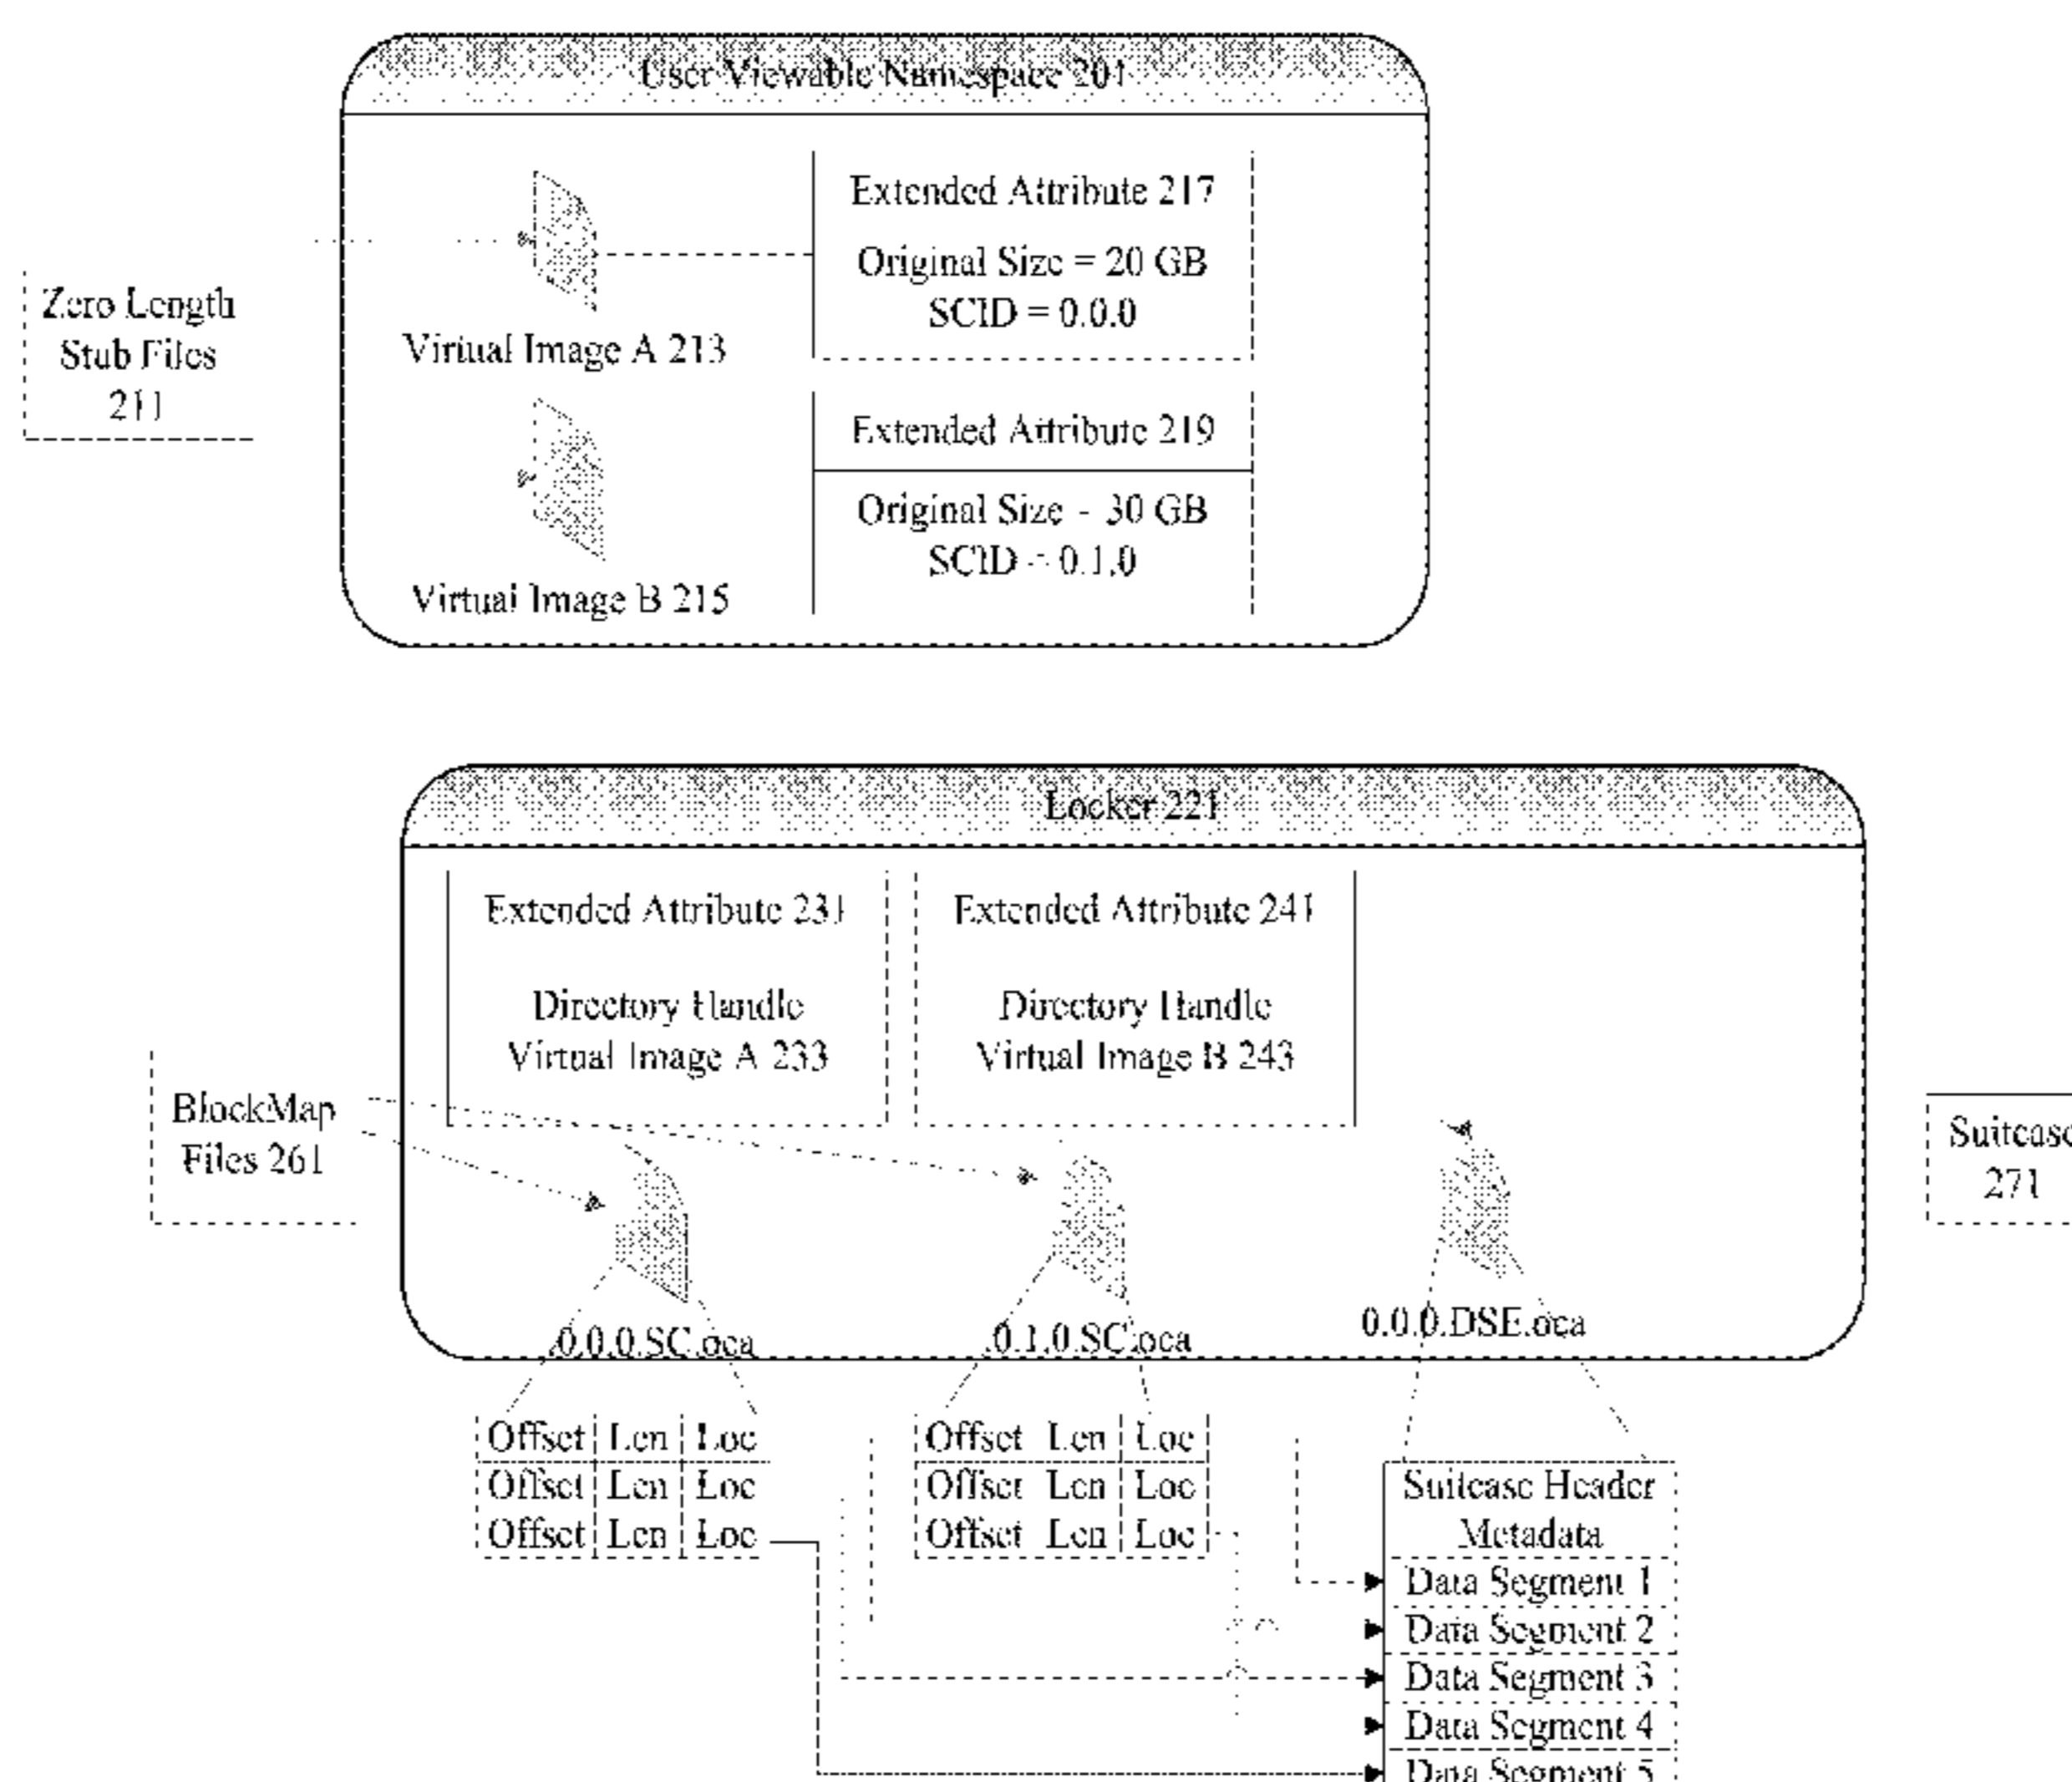 User Viewable Namespace 201
Extended Attribute 217
Original Size = 20 GB
SCID = 0.0.0
Zero Length
Stub Files
211
Virtual Image A 213
Extended Attribute 219
Original Size = 30 GB
SCID = 0.1.0
Virtual Image B 215
Locker 221
Extended Attribute 231
Directory Handle
Virtual Image A 233
Extended Attribute 241
Directory Handle
Virtual Image B 243
BlockMap
Files 261
Suitcase
271
0.0.0.SC.oca
0.1.0.SC.oca
0.0.0.DSE.oca
Offset Len Loc
Offset Len Loc
Offset Len Loc
Offset Len Loc
Offset Len Loc
Offset Len Loc
Suitcase Header
Metadata
Data Segment 1
Data Segment 2
Data Segment 3
Data Segment 4
Data Segment 5